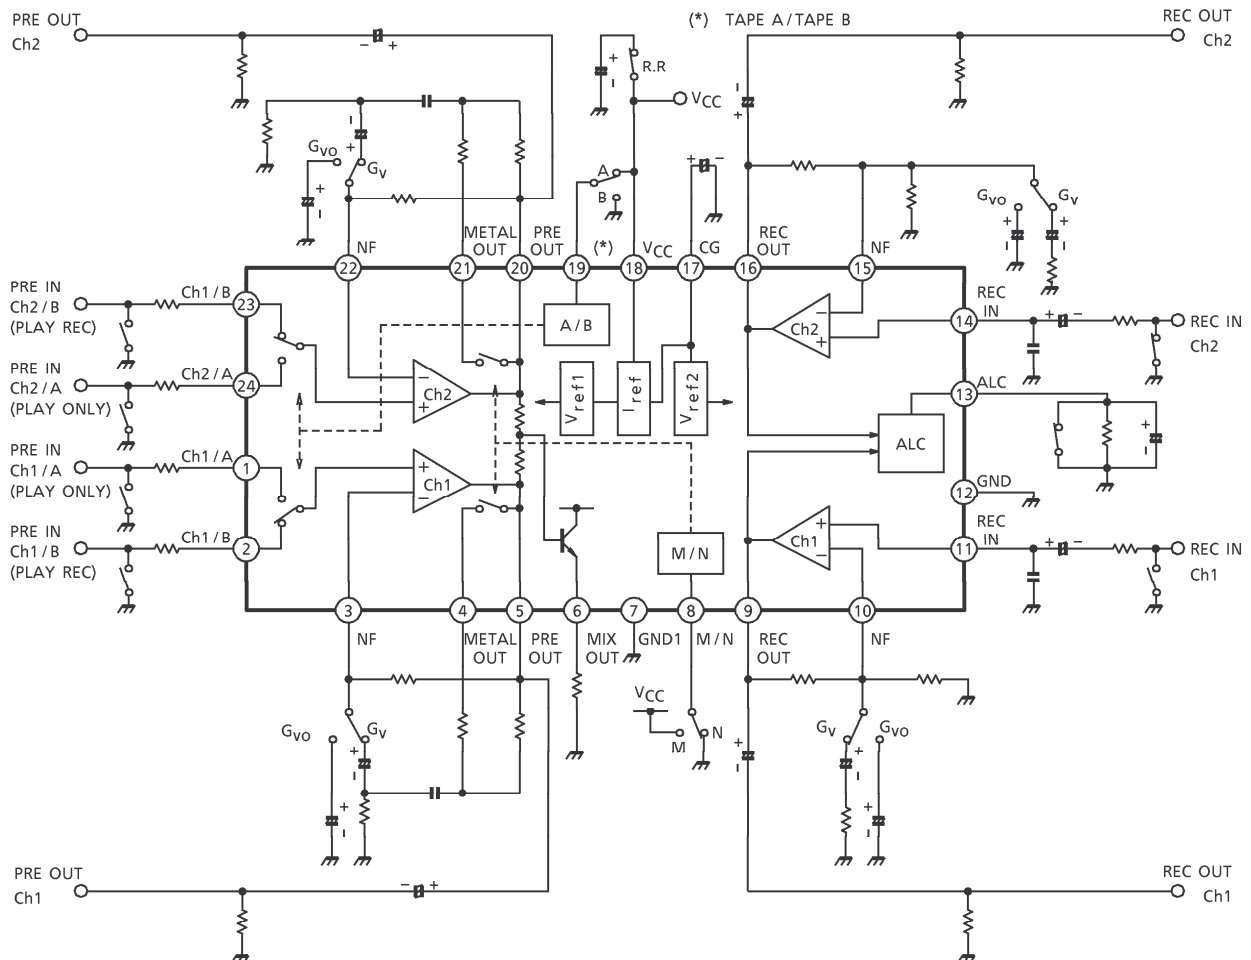 PRE OUT
Ch2
(*) TAPE A/TAPE B
REC OUT
Ch2
− +
+ −
R.R
VCC
− +
GVO
GV
− +
+ −
A
B
+ −
GVO
GV
+ −
+ −
NF
METAL OUT
PRE OUT
(*)
VCC
CG
REC OUT
NF
22
21
20
19
18
17
16
15
PRE IN
Ch2/B
(PLAY REC)
Ch1/B
23
A/B
Ch2
− +
14
REC IN
+ −
REC IN
Ch2
PRE IN
Ch2/A
(PLAY ONLY)
Ch2/A
24
− +
Ch2
Vref1
Iref
Vref2
13
ALC
ALC
+ −
PRE IN
Ch1/A
(PLAY ONLY)
Ch1/A
1
+ −
Ch1
12
GND
PRE IN
Ch1/B
(PLAY REC)
Ch1/B
2
M/N
Ch1
+ −
11
REC IN
+ −
REC IN
Ch1
3
4
5
6
7
8
9
10
NF
METAL OUT
PRE OUT
MIX OUT
GND1
M/N
REC OUT
NF
VCC
M
N
GVO
GV
+ −
+ −
+ −
GV
GVO
+ −
+ −
PRE OUT
Ch1
− +
REC OUT
Ch1